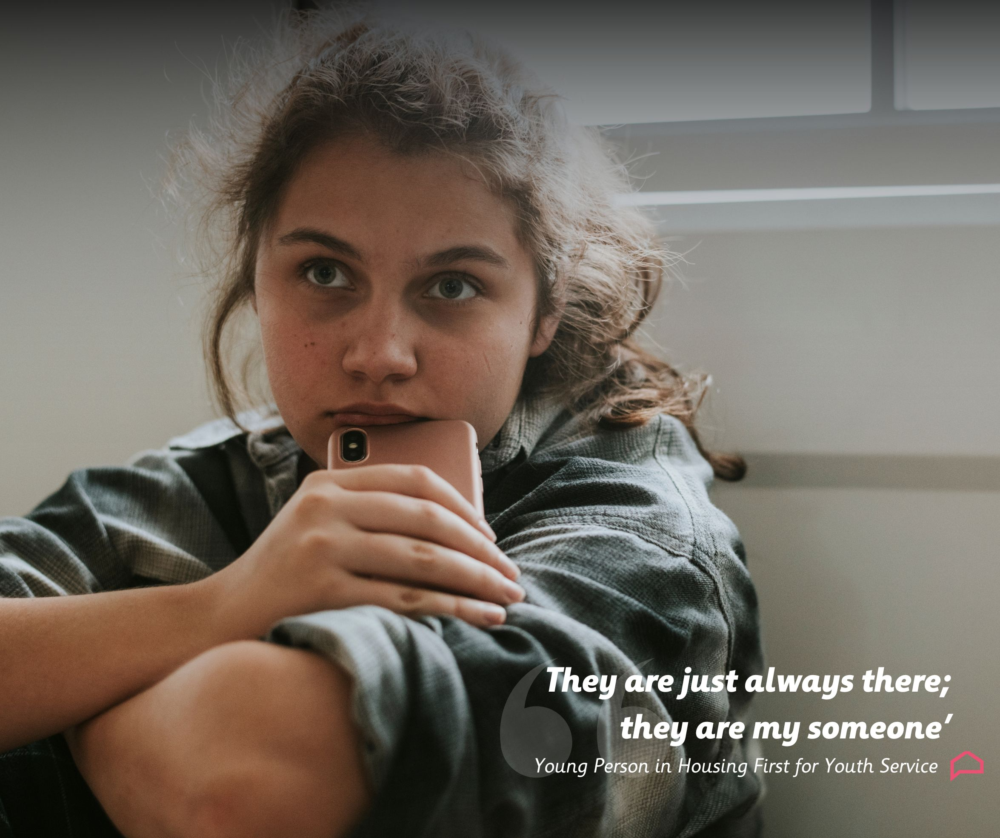 They are just always there;
they are my someone’
Young Person in Housing First for Youth Service